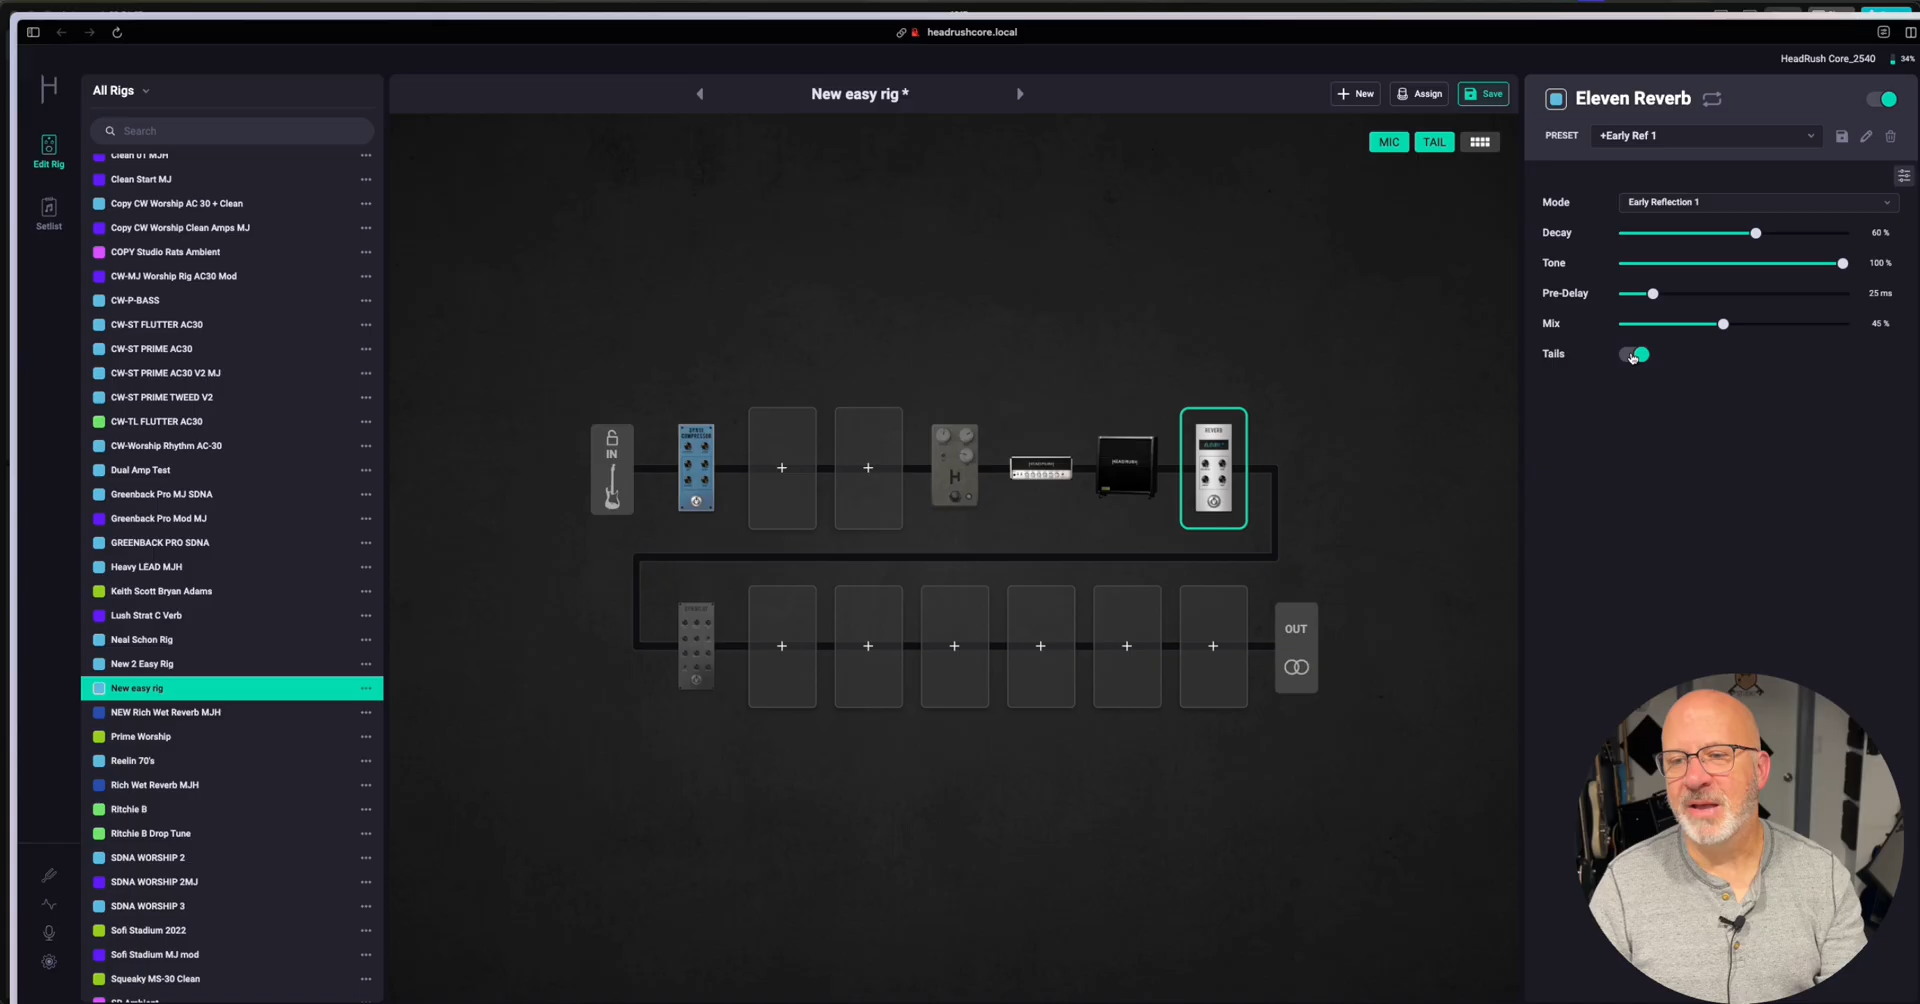 headrushcore.local
HeadRush Core_2540
34%
All Rigs
Search
Edit Rig
Setlist
Clean 01 MJH
Clean Start MJ
Copy CW Worship AC 30 + Clean
Copy CW Worship Clean Amps MJ
COPY Studio Rats Ambient
CW-MJ Worship Rig AC30 Mod
CW-P-BASS
CW-ST FLUTTER AC30
CW-ST PRIME AC30
CW-ST PRIME AC30 V2 MJ
CW-ST PRIME TWEED V2
CW-TL FLUTTER AC30
CW-Worship Rhythm AC-30
Dual Amp Test
Greenback Pro MJ SDNA
Greenback Pro Mod MJ
GREENBACK PRO SDNA
Heavy LEAD MJH
Keith Scott Bryan Adams
Lush Strat C Verb
Neal Schon Rig
New 2 Easy Rig
New easy rig
NEW Rich Wet Reverb MJH
Prime Worship
Reelin 70's
Rich Wet Reverb MJH
Ritchie B
Ritchie B Drop Tune
SDNA WORSHIP 2
SDNA WORSHIP 2MJ
SDNA WORSHIP 3
Sofi Stadium 2022
Sofi Stadium MJ mod
Squeaky MS-30 Clean
New easy rig *
New
Assign
Save
MIC
TAIL
IN
COMPRESSOR
HEADRUSH
HEADRUSH
REVERB
OUT
Eleven Reverb
PRESET
+Early Ref 1
Mode
Early Reflection 1
Decay
60 %
Tone
100 %
Pre-Delay
25 ms
Mix
45 %
Tails